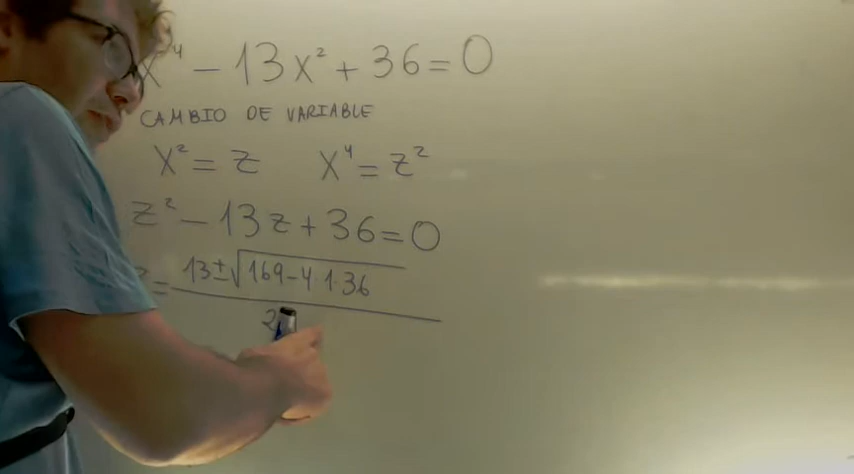 x⁴ - 13x² + 36 = 0
CAMBIO DE VARIABLE
X² = z X⁴ = z²
z² - 13z + 36 = 0
z = 13 ± √169 - 4 1·36
2